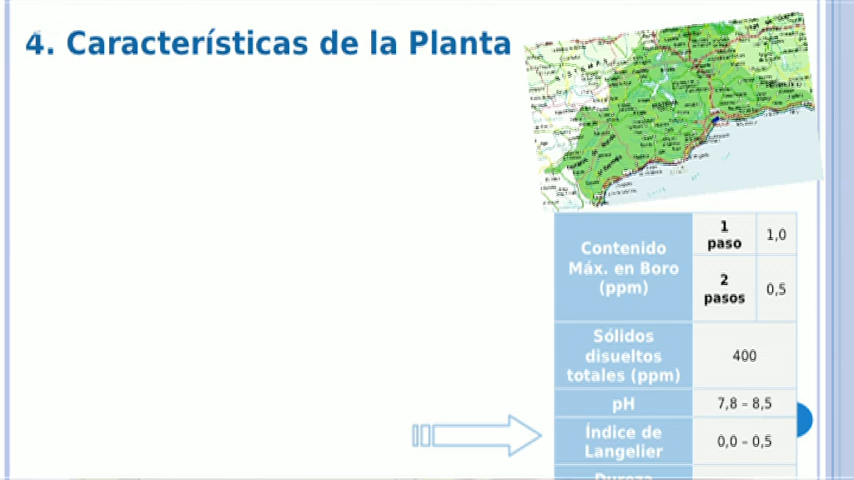 4. Características de la Planta
Contenido
Máx. en Boro
(ppm)
1
paso
1,0
2
pasos
0,5
Sólidos
disueltos
totales (ppm)
400
pH
7,8 – 8,5
Índice de
Langelier
0,0 – 0,5
Dureza